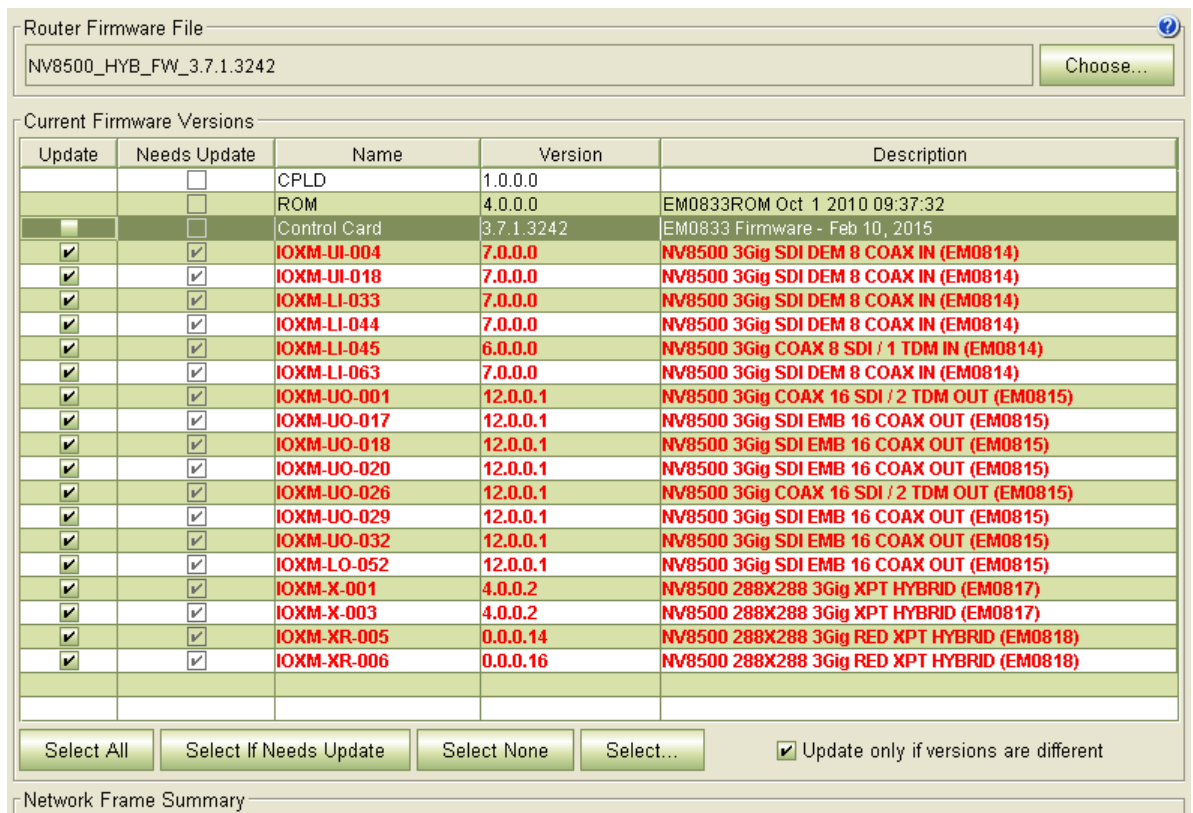 Router Firmware File
?
NV8500_HYB_FW_3.7.1.3242 Choose...
Current Firmware Versions
Update Needs Update Name Version Description
CPLD 1.0.0.0
ROM 4.0.0.0 EM0833ROM Oct 1 2010 09:37:32
Control Card 3.7.1.3242 EM0833 Firmware - Feb 10, 2015
IOXM-UI-004 7.0.0.0 NV8500 3Gig SDI DEM 8 COAX IN (EM0814)
IOXM-UI-018 7.0.0.0 NV8500 3Gig SDI DEM 8 COAX IN (EM0814)
IOXM-LI-033 7.0.0.0 NV8500 3Gig SDI DEM 8 COAX IN (EM0814)
IOXM-LI-044 7.0.0.0 NV8500 3Gig SDI DEM 8 COAX IN (EM0814)
IOXM-LI-045 6.0.0.0 NV8500 3Gig COAX 8 SDI / 1 TDM IN (EM0814)
IOXM-LI-063 7.0.0.0 NV8500 3Gig SDI DEM 8 COAX IN (EM0814)
IOXM-UO-001 12.0.0.1 NV8500 3Gig COAX 16 SDI / 2 TDM OUT (EM0815)
IOXM-UO-017 12.0.0.1 NV8500 3Gig SDI EMB 16 COAX OUT (EM0815)
IOXM-UO-018 12.0.0.1 NV8500 3Gig SDI EMB 16 COAX OUT (EM0815)
IOXM-UO-020 12.0.0.1 NV8500 3Gig SDI EMB 16 COAX OUT (EM0815)
IOXM-UO-026 12.0.0.1 NV8500 3Gig COAX 16 SDI / 2 TDM OUT (EM0815)
IOXM-UO-029 12.0.0.1 NV8500 3Gig SDI EMB 16 COAX OUT (EM0815)
IOXM-UO-032 12.0.0.1 NV8500 3Gig SDI EMB 16 COAX OUT (EM0815)
IOXM-LO-052 12.0.0.1 NV8500 3Gig SDI EMB 16 COAX OUT (EM0815)
IOXM-X-001 4.0.0.2 NV8500 288X288 3Gig XPT HYBRID (EM0817)
IOXM-X-003 4.0.0.2 NV8500 288X288 3Gig XPT HYBRID (EM0817)
IOXM-XR-005 0.0.0.14 NV8500 288X288 3Gig RED XPT HYBRID (EM0818)
IOXM-XR-006 0.0.0.16 NV8500 288X288 3Gig RED XPT HYBRID (EM0818)
Select All Select If Needs Update Select None Select... Update only if versions are different
Network Frame Summary